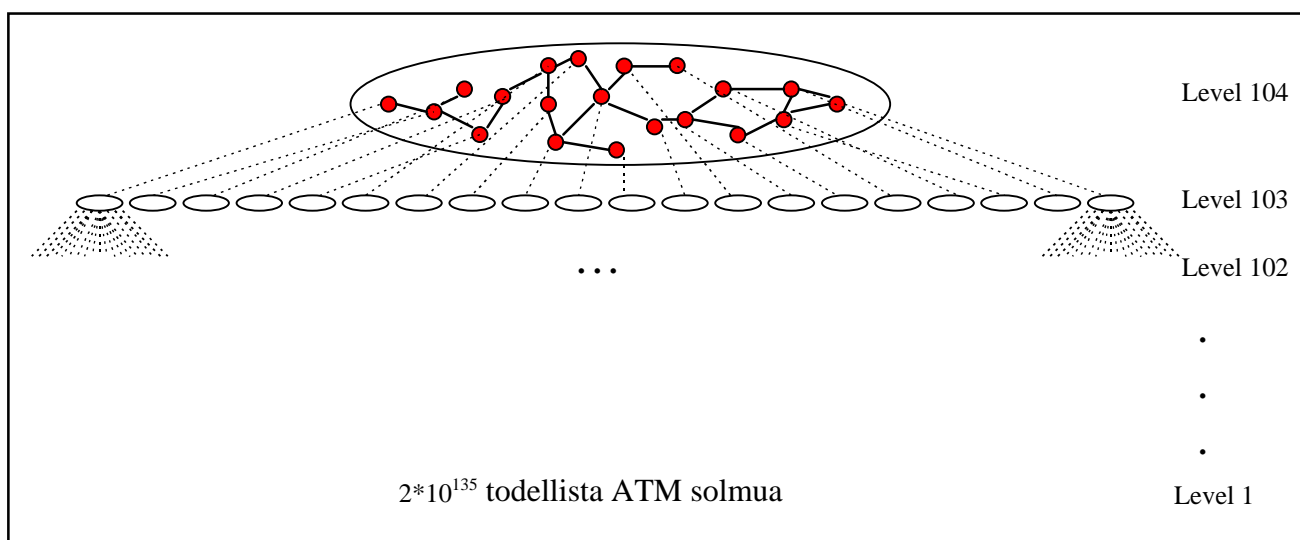 Level 104
Level 103
Level 102
...
.
.
.
2*10¹³⁵ todellista ATM solmua
Level 1